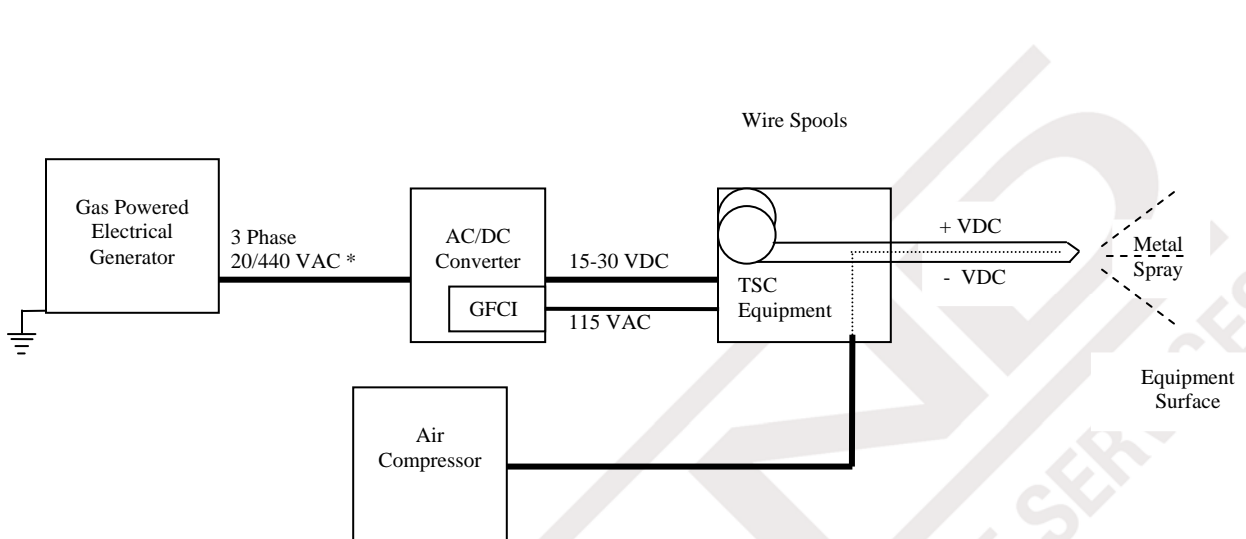 Wire Spools
Gas Powered
Electrical
Generator
3 Phase
20/440 VAC *
AC/DC
Converter
GFCI
15-30 VDC
115 VAC
TSC
Equipment
+ VDC
- VDC
Metal
Spray
Equipment
Surface
Air
Compressor